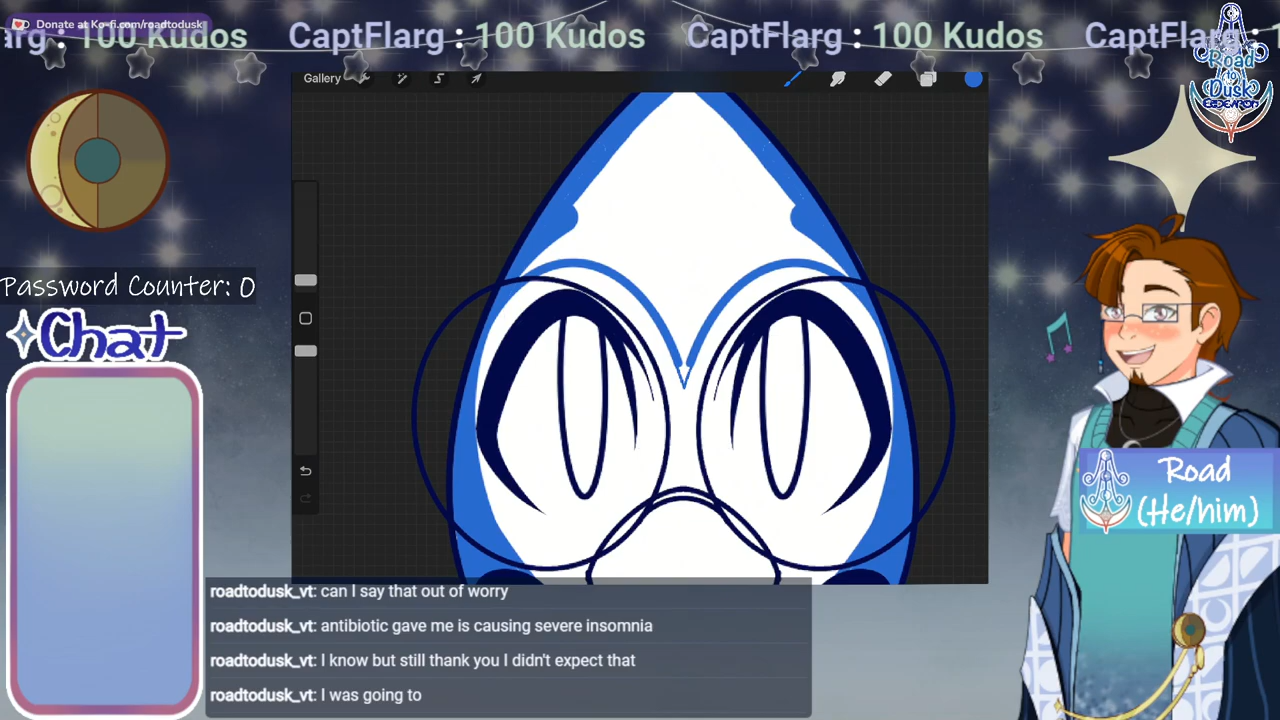 Donate at Ko-fi.com/roadtodusk
arg : 100 Kudos CaptFlarg : 100 Kudos CaptFlarg : 100 Kudos CaptFlarg : 1
Road
to
Dusk
Gallery
Password Counter: 0
Chat
Road
(He/him)
roadtodusk_vt: can I say that out of worry
roadtodusk_vt: antibiotic gave me is causing severe insomnia
roadtodusk_vt: I know but still thank you I didn't expect that
roadtodusk_vt: I was going to